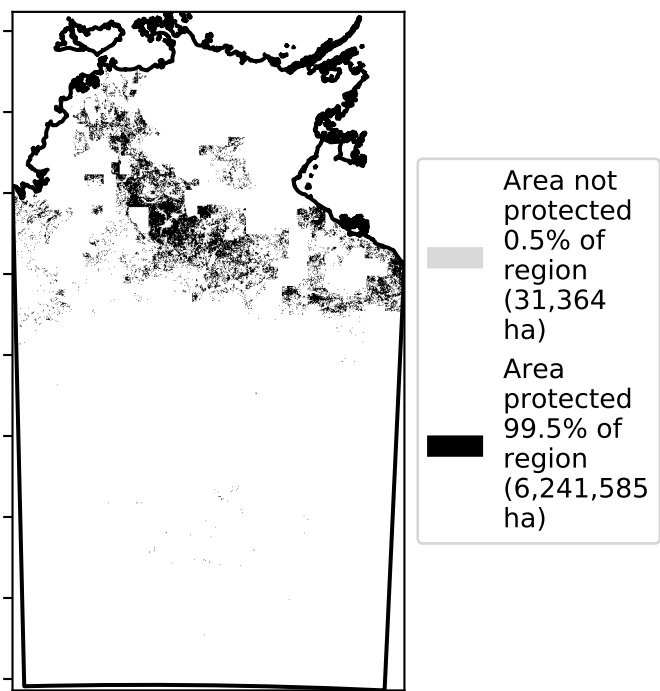 Area not
protected
0.5% of
region
(31,364
ha)
Area
protected
99.5% of
region
(6,241,585
ha)